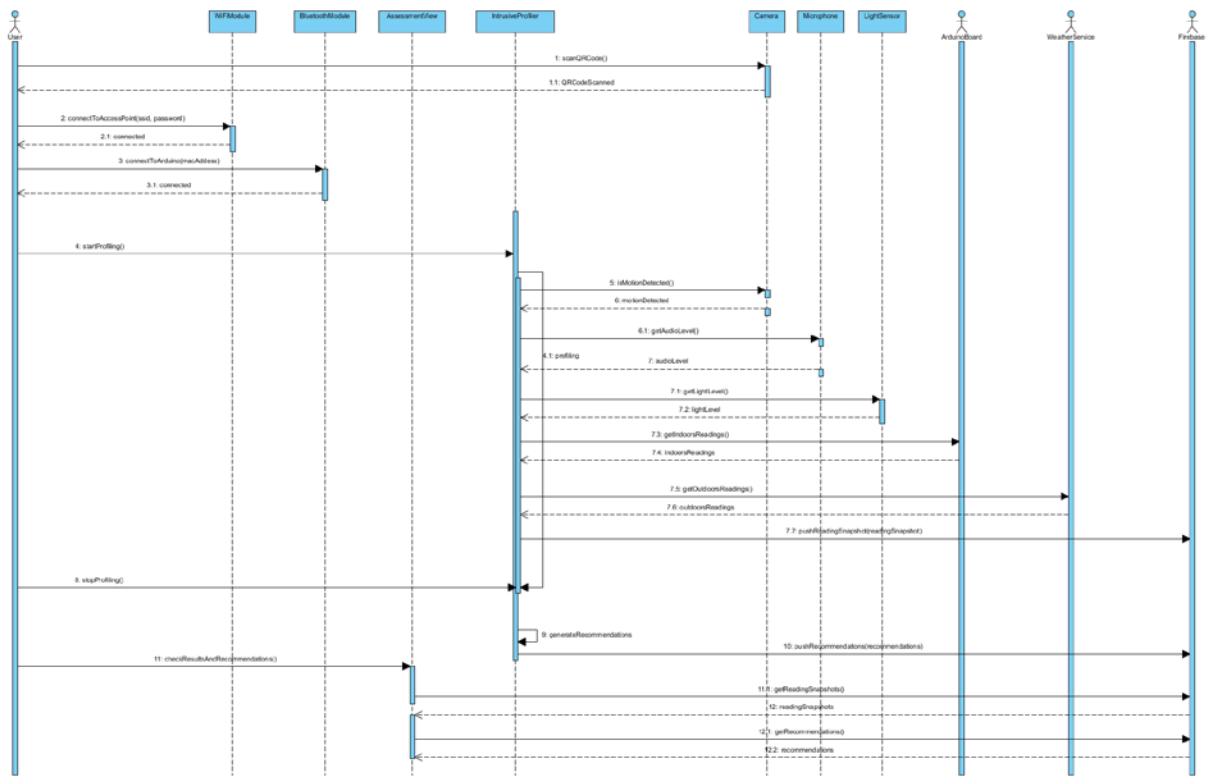 WiFiModule
BluetoothModule
AssessmentView
IntrusiveProfiler
Camera
Microphone
LightSensor
User
ArduinoBoard
WeatherService
Firebase
1: scanQRCode()
1.1: QRCodeScanned
2: connectToAccessPoint(ssid, password)
2.1: connected
3: connectToArduino(macAddess)
3.1: connected
4: startProfiling()
5: isMotionDetected()
6: motionDetected
6.1: getAudioLevel()
4.1: profiling
7: audioLevel
7.1: getLightLevel()
7.2: lightLevel
7.3: getIndoorsReadings()
7.4: indoorsReadings
7.5: getOutdoorsReadings()
7.6: outdoorsReadings
7.7: pushReadingSnapshot(readingSnapshot)
8: stopProfiling()
9: generateRecommendations
10: pushRecommendations(recommendations)
11: checkResultsAndRecommendations()
11.1: getReadingSnapshots()
12: readingSnapshots
12.1: getRecommendations()
12.2: recommendations